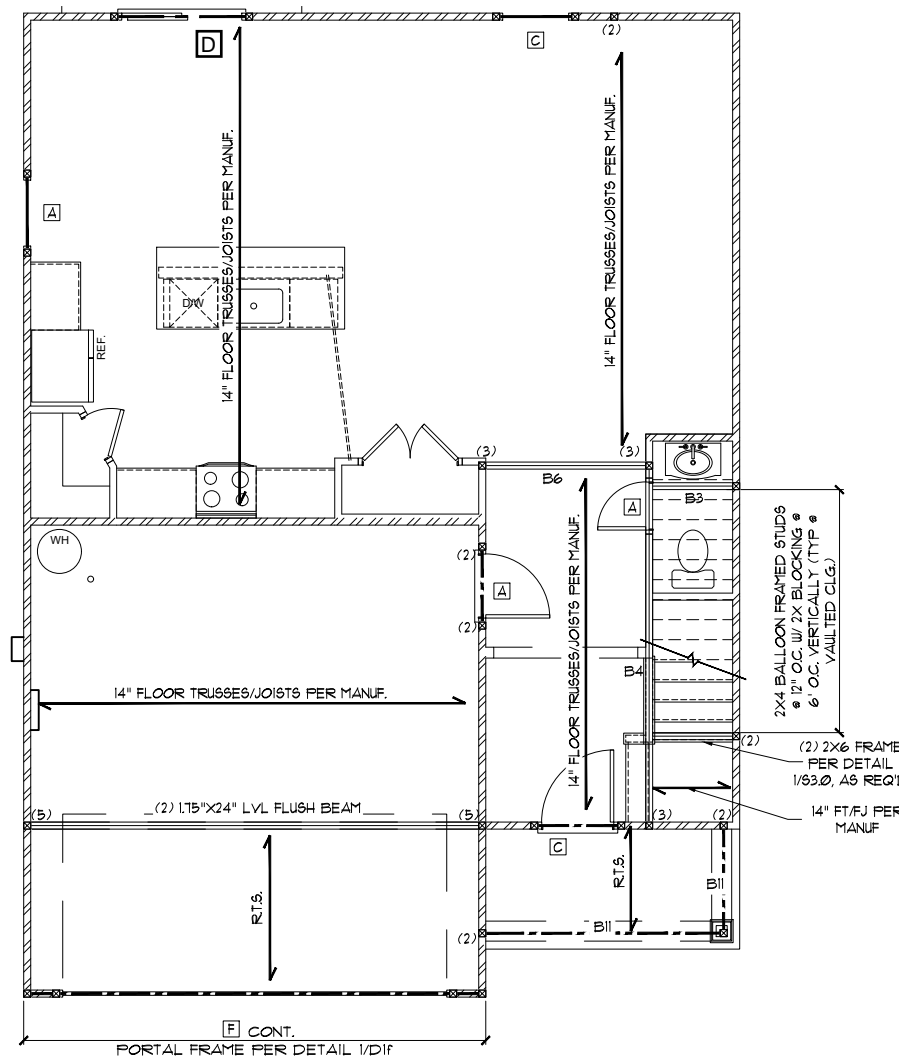 D
C
(2)
14" FLOOR TRUSSES/JOISTS PER MANUF.
14" FLOOR TRUSSES/JOISTS PER MANUF.
A
D/W
REF.
(3)
(3)
B6
B3
A
WH
(2)
A
(2)
14" FLOOR TRUSSES/JOISTS PER MANUF.
2X4 BALLOON FRAMED STUDS
@ 12" O.C. W/ 2X BLOCKING @
6' O.C. VERTICALLY (TYP @
VAULTED CLG.)
B4
14" FLOOR TRUSSES/JOISTS PER MANUF.
(2)
(2) 2X6 FRAME
PER DETAIL
1/S3.0, AS REQ'D
14" FT/FJ PER
MANUF
(5)
(2) 1.75"X24" LVL FLUSH BEAM
(5)
(3)
(2)
C
R.T.S.
R.T.S.
B11
B11
(2)
F CONT.
PORTAL FRAME PER DETAIL 1/D1f